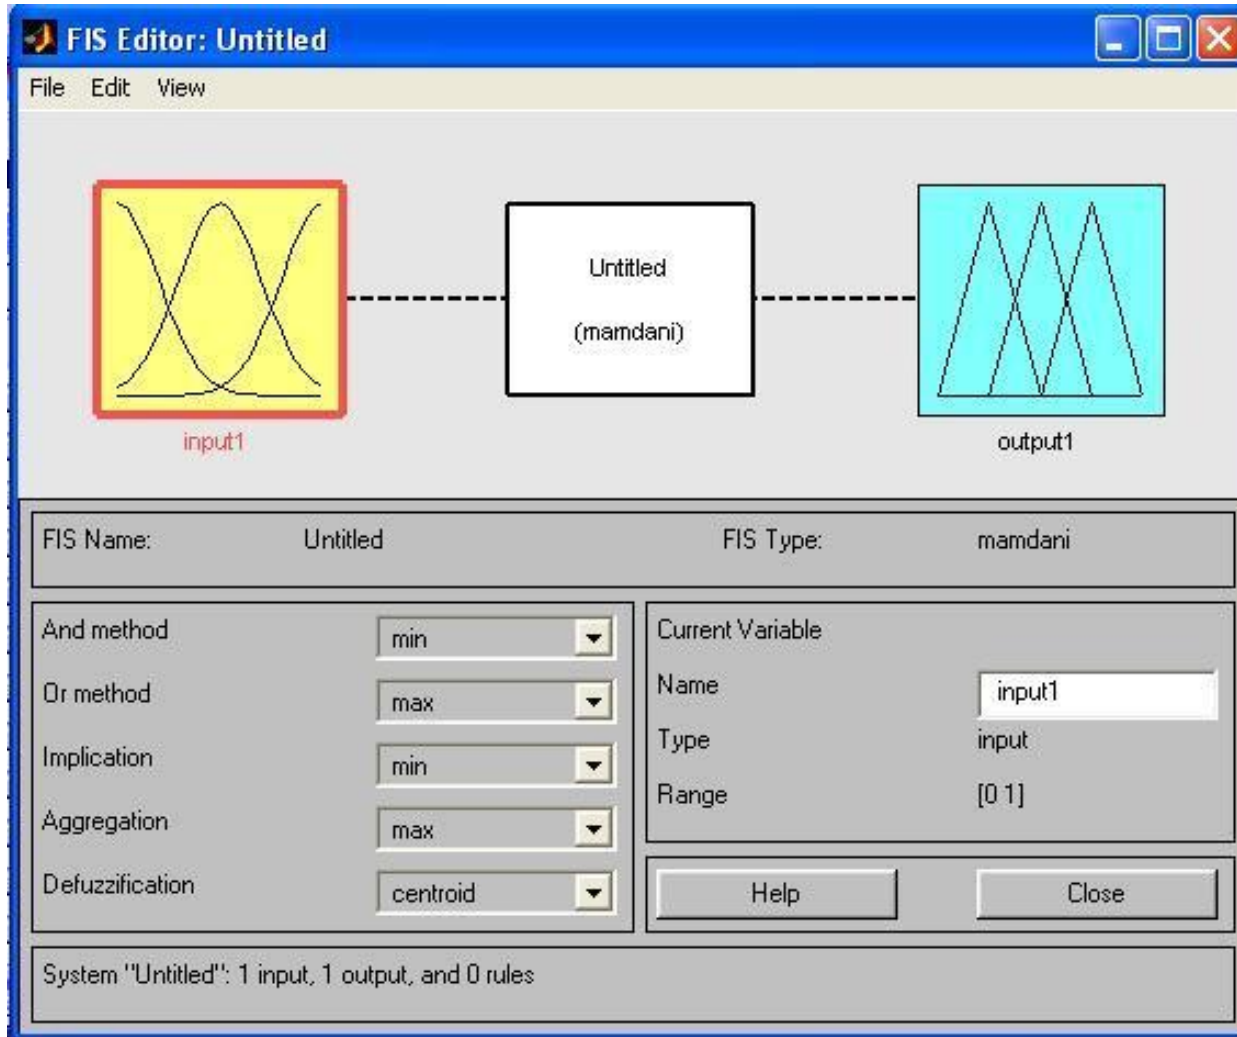 FIS Editor: Untitled
File Edit View
Untitled
(mamdani)
input1
output1
FIS Name: Untitled FIS Type: mamdani
And method min
Or method max
Implication min
Aggregation max
Defuzzification centroid
Current Variable
Name input1
Type input
Range [0 1]
Help Close
System "Untitled": 1 input, 1 output, and 0 rules